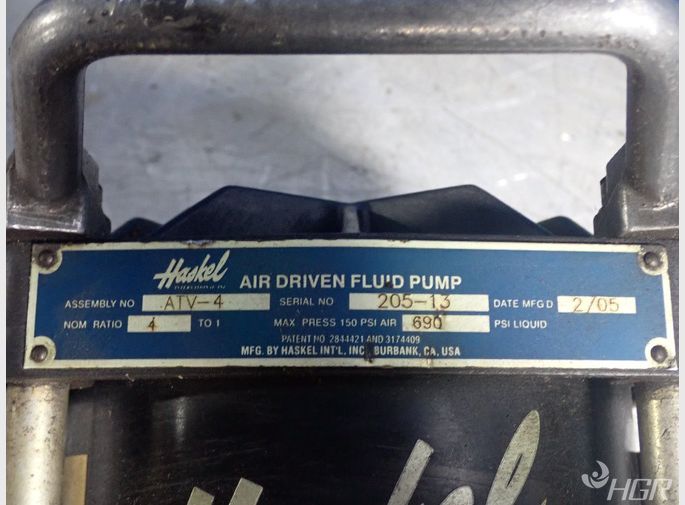 Haskel
AIR DRIVEN FLUID PUMP
ASSEMBLY NO ATV-4 SERIAL NO 205-13 DATE MFG'D 2/05
NOM RATIO 4 TO 1 MAX PRESS 150 PSI AIR 690 PSI LIQUID
PATENT NO 2844421 AND 3174409
MFG. BY HASKEL INT'L, INC. BURBANK, CA. USA
Haskel
HGR